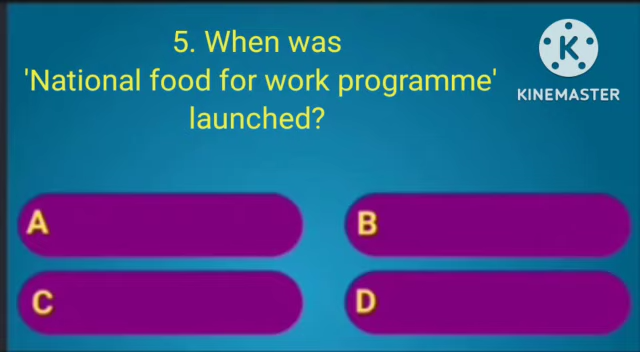 5. When was
'National food for work programme'
launched?
K
KINEMASTER
A
B
C
D